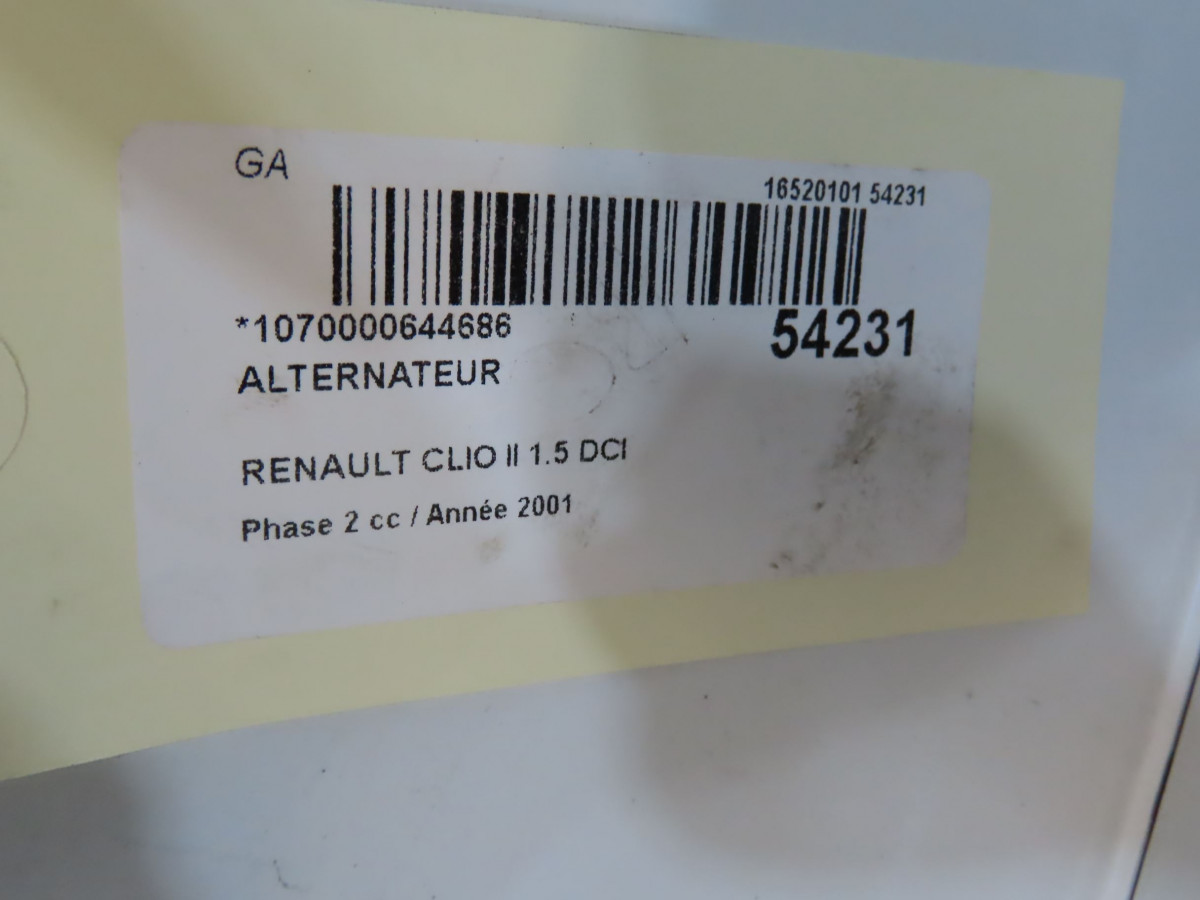 GA
16520101 54231
*1070000644686
54231
ALTERNATEUR
RENAULT CLIO II 1.5 DCI
Phase 2 cc / Année 2001